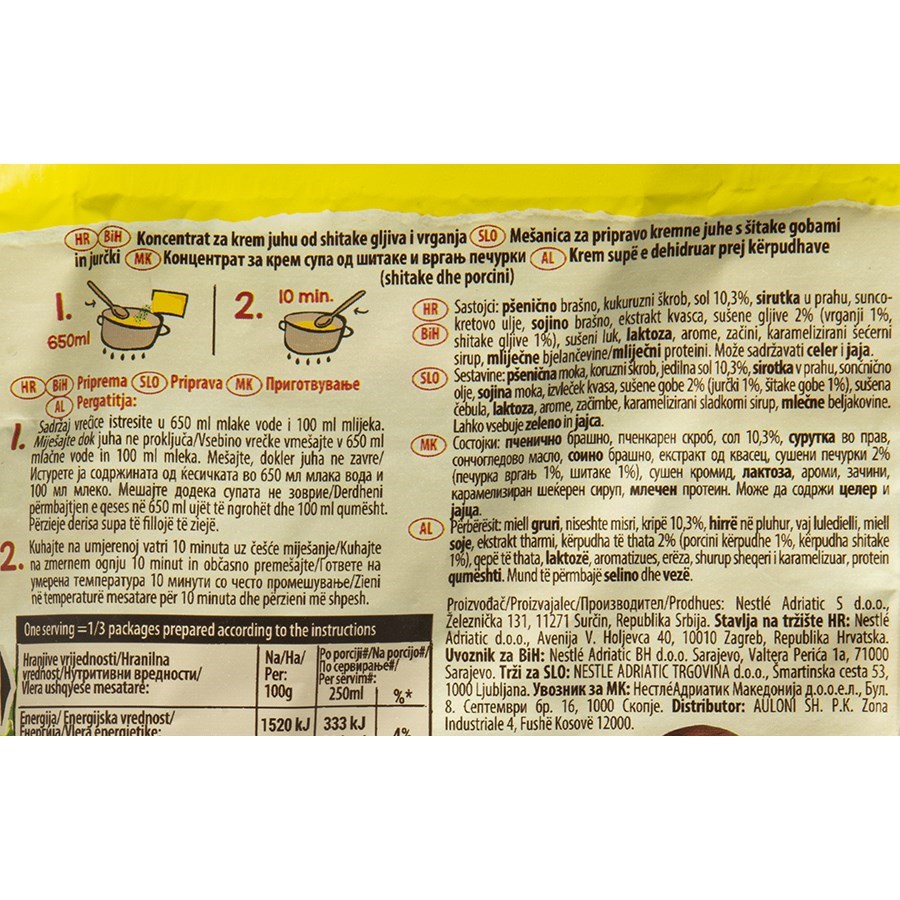 HR BiH Koncentrat za krem juhu od shitake gljiva i vrganja SLO Mešanica za pripravo kremne juhe s šitake gobami
in jurčki MK Концентрат за крем супа од шитаке и вргањ печурки AL Krem supë e dehidruar prej kërpudhave
(shitake dhe porcini)
1.
650ml
2. 10 min.
HR BiH Priprema SLO Priprava MK Приготвување
AL Pergatitja:
1. Sadržaj vrećice istresite u 650 ml mlake vode i 100 ml mlijeka.
Miješajte dok juha ne proključa/Vsebino vrečke vmešajte v 650 ml
mlačne vode in 100 ml mleka. Mešajte, dokler juha ne zavre/
Истурете ја содржината од ќесичката во 650 мл млака вода и
100 мл млеко. Мешајте додека супата не зоврие/Derdheni
përmbajtjen e qeses në 650 ml ujët të ngrohët dhe 100 ml qumësht.
Përzieje derisa supa të fillojë të ziejë.
2. Kuhajte na umjerenoj vatri 10 minuta uz češće miješanje/Kuhajte
na zmernem ognju 10 minut in občasno premešajte/Гответе на
умерена температура 10 минути со често промешување/Zieni
në temperaturë mesatare për 10 minuta dhe përzieni më shpesh.
One serving =1/3 packages prepared according to the instructions
Hranjive vrijednosti/Hranilna
vrednost/Нутритивни вредности/
Vlera ushqyese mesatare:
Na/Ha/
Per:
100g
Po porciji#/Na porcijo#/
По сервирање#/
Per sërvim#:
250ml
%*
Energija/ Energijska vrednost/
Енергија/Vlera energjetike:
1520 kJ 333 kJ
4%
HR BiH Sastojci: pšenično brašno, kukuruzni škrob, sol 10,3%, sirutka u prahu, sunco-
kretovo ulje, sojino brašno, ekstrakt kvasca, sušene gljive 2% (vrganji 1%,
shitake gljive 1%), sušeni luk, laktoza, arome, začini, karamelizirani šećerni
sirup, mliječne bjelančevine/mliječni proteini. Može sadržavati celer i jaja.
SLO Sestavine: pšenična moka, koruzni škrob, jedilna sol 10,3%, sirotka v prahu, sončnično
olje, sojina moka, izvleček kvasa, sušene gobe 2% (jurčki 1%, šitake gobe 1%), sušena
čebula, laktoza, arome, začimbe, karamelizirani sladkorni sirup, mlečne beljakovine.
Lahko vsebuje zeleno in jajca.
MK Состојки: пченично брашно, пченкарен скроб, сол 10,3%, сурутка во прав,
сончогледово масло, соино брашно, екстракт од квасец, сушени печурки 2%
(печурка вргањ 1%, шитаке 1%), сушен кромид, лактоза, ароми, зачини,
карамелизиран шеќерен сируп, млечен протеин. Може да содржи целер и
јајца.
AL Përbërësit: miell gruri, niseshte misri, kripë 10,3%, hirrë në pluhur, vaj luledielli, miell
soje, ekstrakt tharmi, kërpudha të thata 2% (porcini kërpudhe 1%, kërpudha shitake
1%), qepë të thata, laktozë, aromatizues, erëza, shurup sheqeri i karamelizuar, protein
qumështi. Mund të përmbajë selino dhe vezë.
Proizvođač/Proizvajalec/Производител/Prodhues: Nestlé Adriatic S d.o.o.,
Železnička 131, 11271 Surčin, Republika Srbija. Stavlja na tržište HR: Nestlé
Adriatic d.o.o., Avenija V. Holjevca 40, 10010 Zagreb, Republika Hrvatska.
Uvoznik za BiH: Nestlé Adriatic BH d.o.o. Sarajevo, Valtera Perića 1a, 71000
Sarajevo. Trži za SLO: NESTLE ADRIATIC TRGOVINA d.o.o., Šmartinska cesta 53,
1000 Ljubljana. Увозник за МК: НестлéАдриатик Македонија д.о.о.е.л., Бул.
8. Септември бр. 16, 1000 Скопје. Distributor: AULONI SH. P.K. Zona
Industriale 4, Fushë Kosovë 12000.